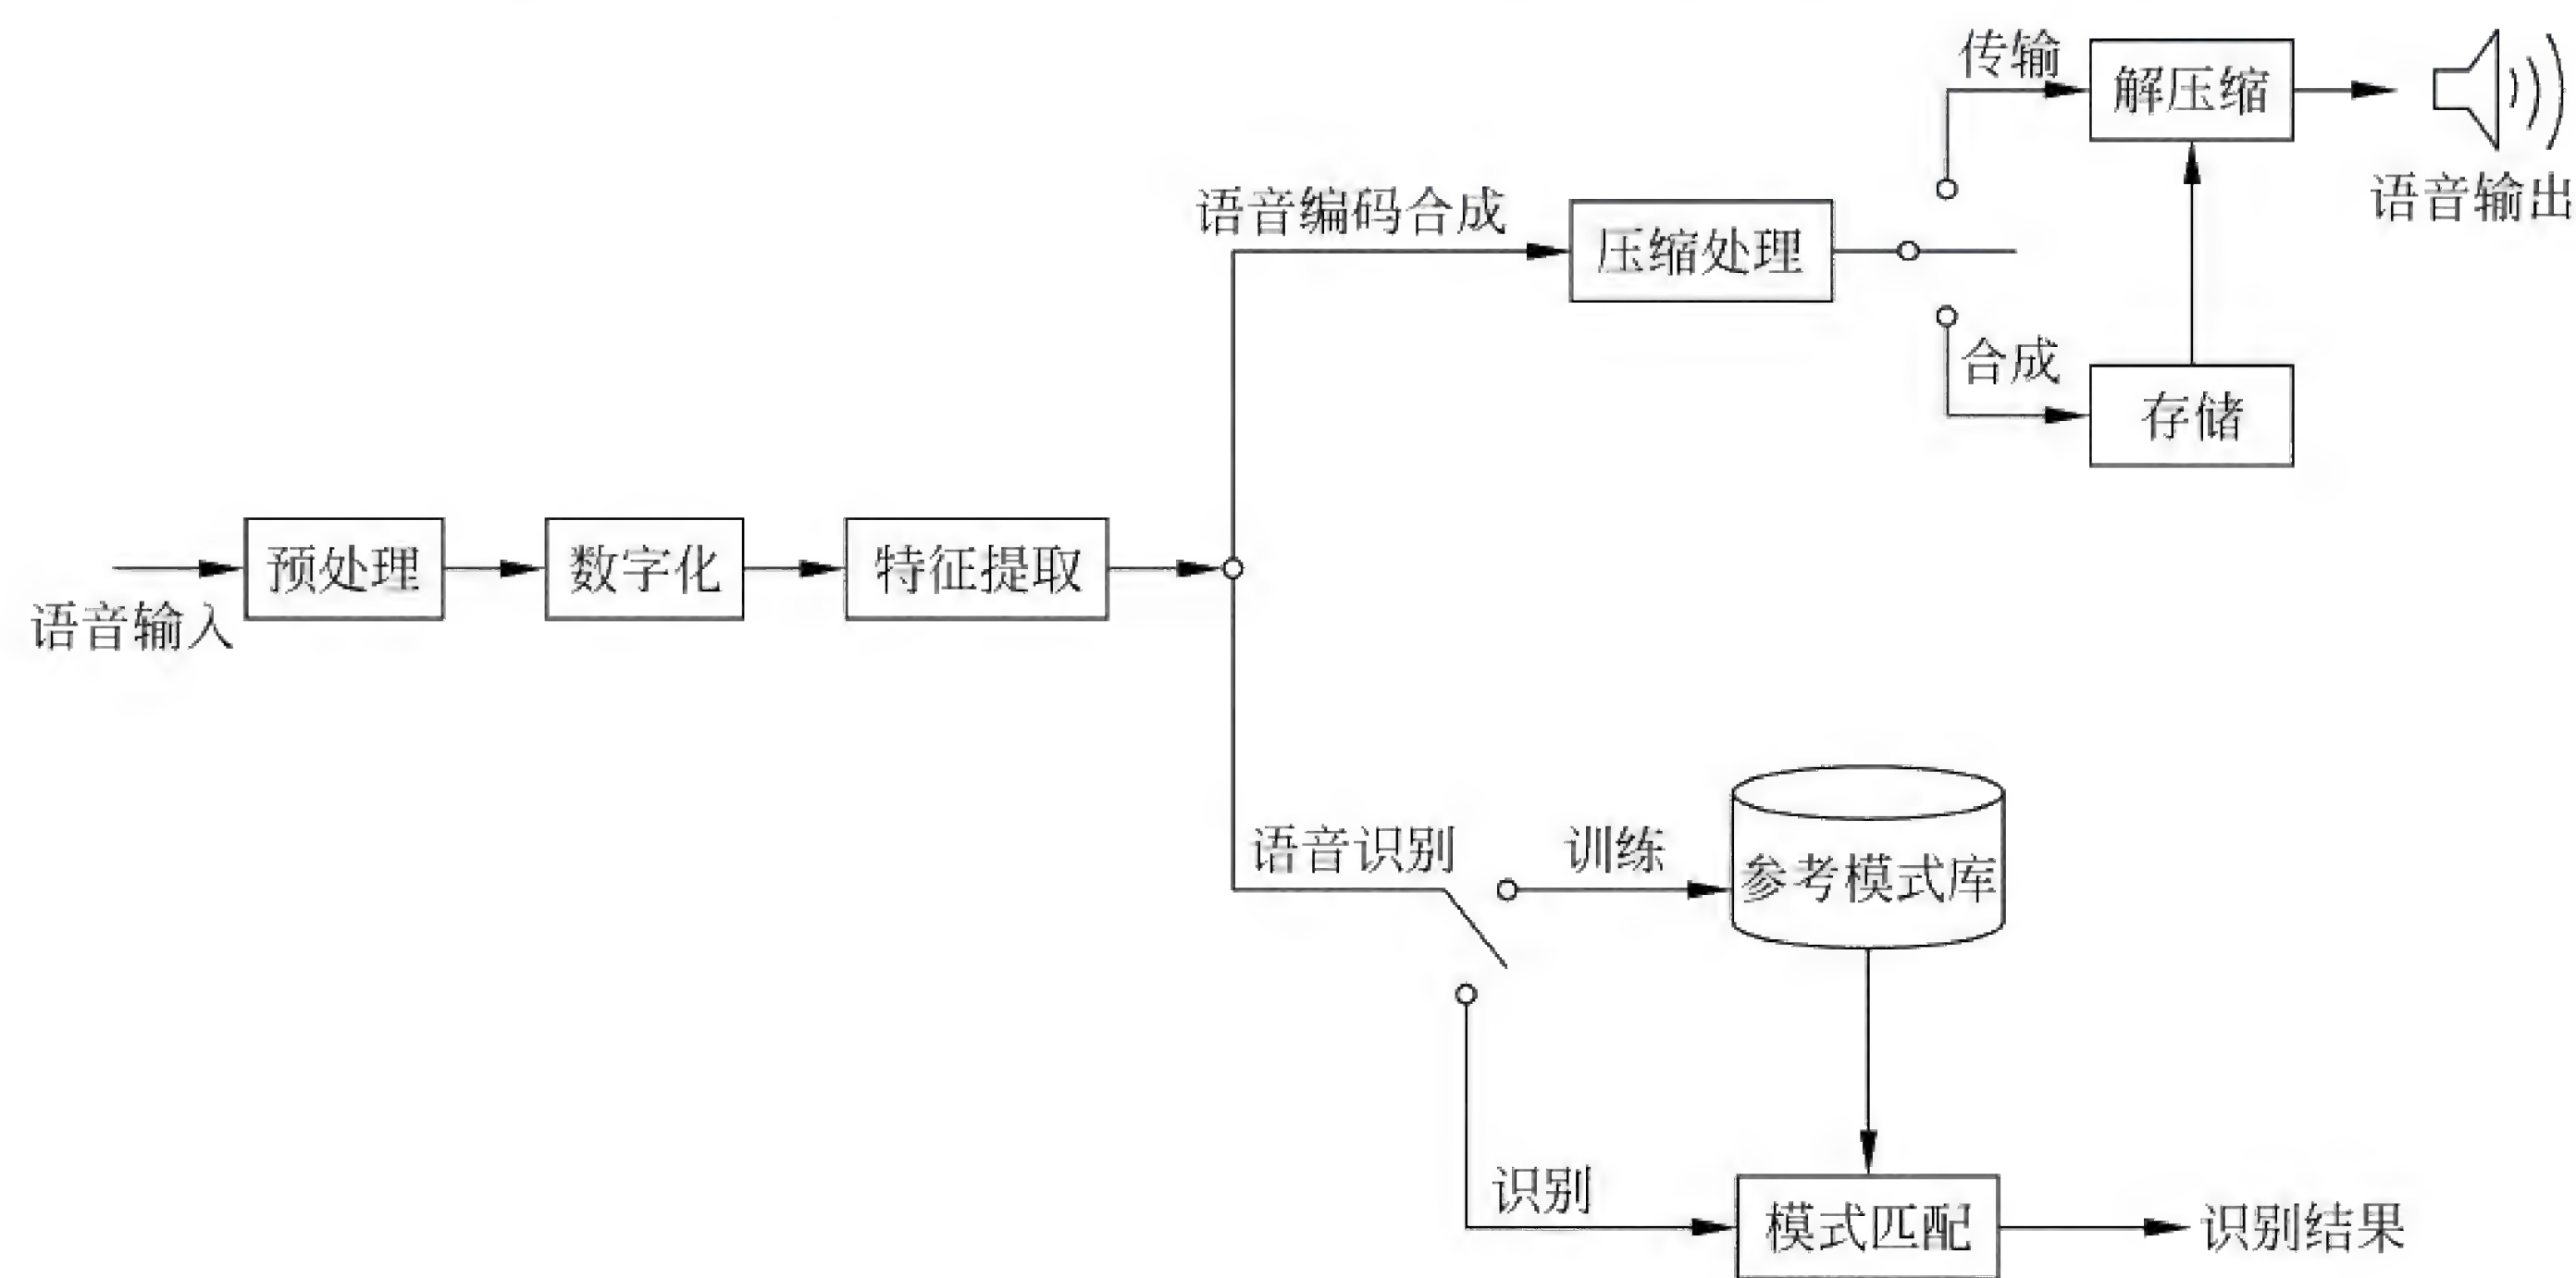 传输
解压缩
语音输出
语音编码合成
压缩处理
合成
存储
语音输入
预处理
数字化
特征提取
语音识别
训练
参考模式库
识别
模式匹配
识别结果